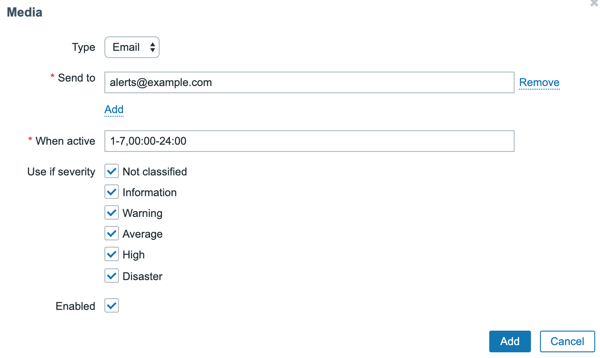 Media
Type Email
* Send to alerts@example.com Remove
Add
* When active 1-7,00:00-24:00
Use if severity Not classified
Information
Warning
Average
High
Disaster
Enabled
Add Cancel